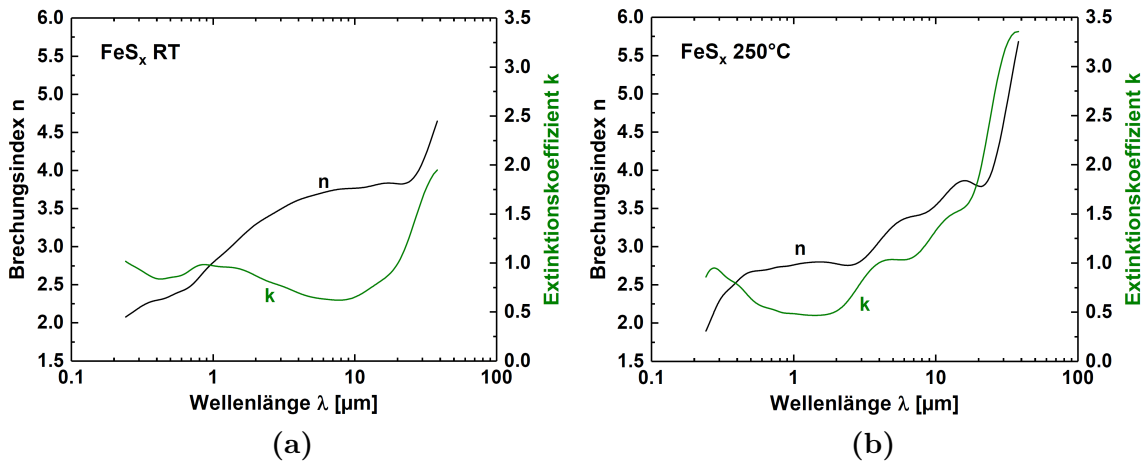 FeSx RT
Brechungsindex n
6.0
5.5
5.0
4.5
4.0
3.5
3.0
2.5
2.0
1.5
n
k
3.5
3.0
2.5
2.0
1.5
1.0
0.5
0.0
Extinktionskoeffizient k
0.1 1 10 100
Wellenlänge λ [µm]
(a)
FeSx 250°C
Brechungsindex n
6.0
5.5
5.0
4.5
4.0
3.5
3.0
2.5
2.0
1.5
n
k
3.5
3.0
2.5
2.0
1.5
1.0
0.5
0.0
Extinktionskoeffizient k
0.1 1 10 100
Wellenlänge λ [µm]
(b)